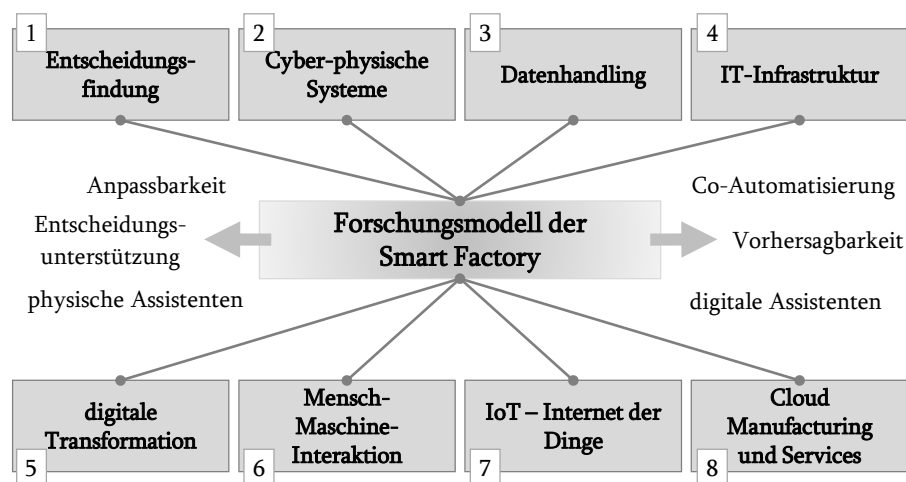 1
Entscheidungs-
findung
2
Cyber-physische
Systeme
3
Datenhandling
4
IT-Infrastruktur
Anpassbarkeit
Entscheidungs-
unterstützung
physische Assistenten
Forschungsmodell der
Smart Factory
Co-Automatisierung
Vorhersagbarkeit
digitale Assistenten
digitale
Transformation
5
Mensch-
Maschine-
Interaktion
6
IoT – Internet der
Dinge
7
Cloud
Manufacturing
und Services
8